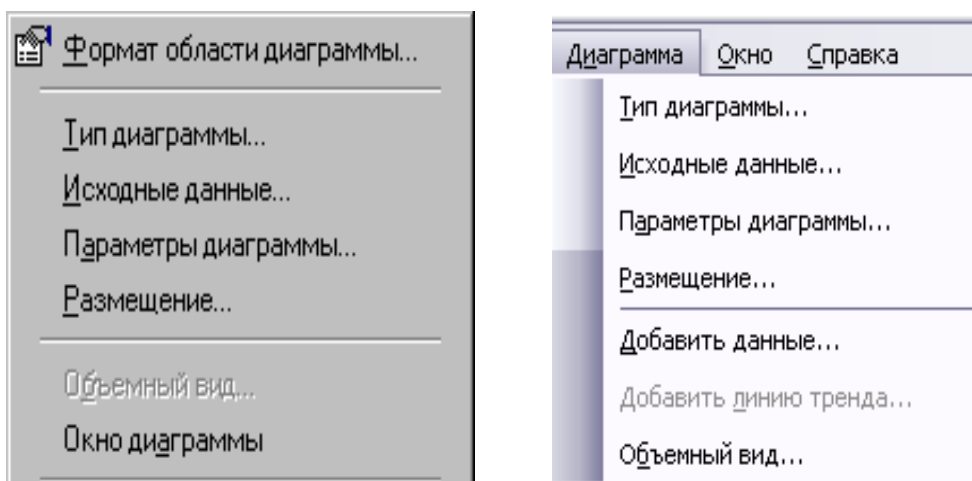 Формат области диаграммы...
Тип диаграммы...
Исходные данные...
Параметры диаграммы...
Размещение...
Объемный вид...
Окно диаграммы
Диаграмма Окно Справка
Тип диаграммы...
Исходные данные...
Параметры диаграммы...
Размещение...
Добавить данные...
Добавить линию тренда...
Объемный вид...